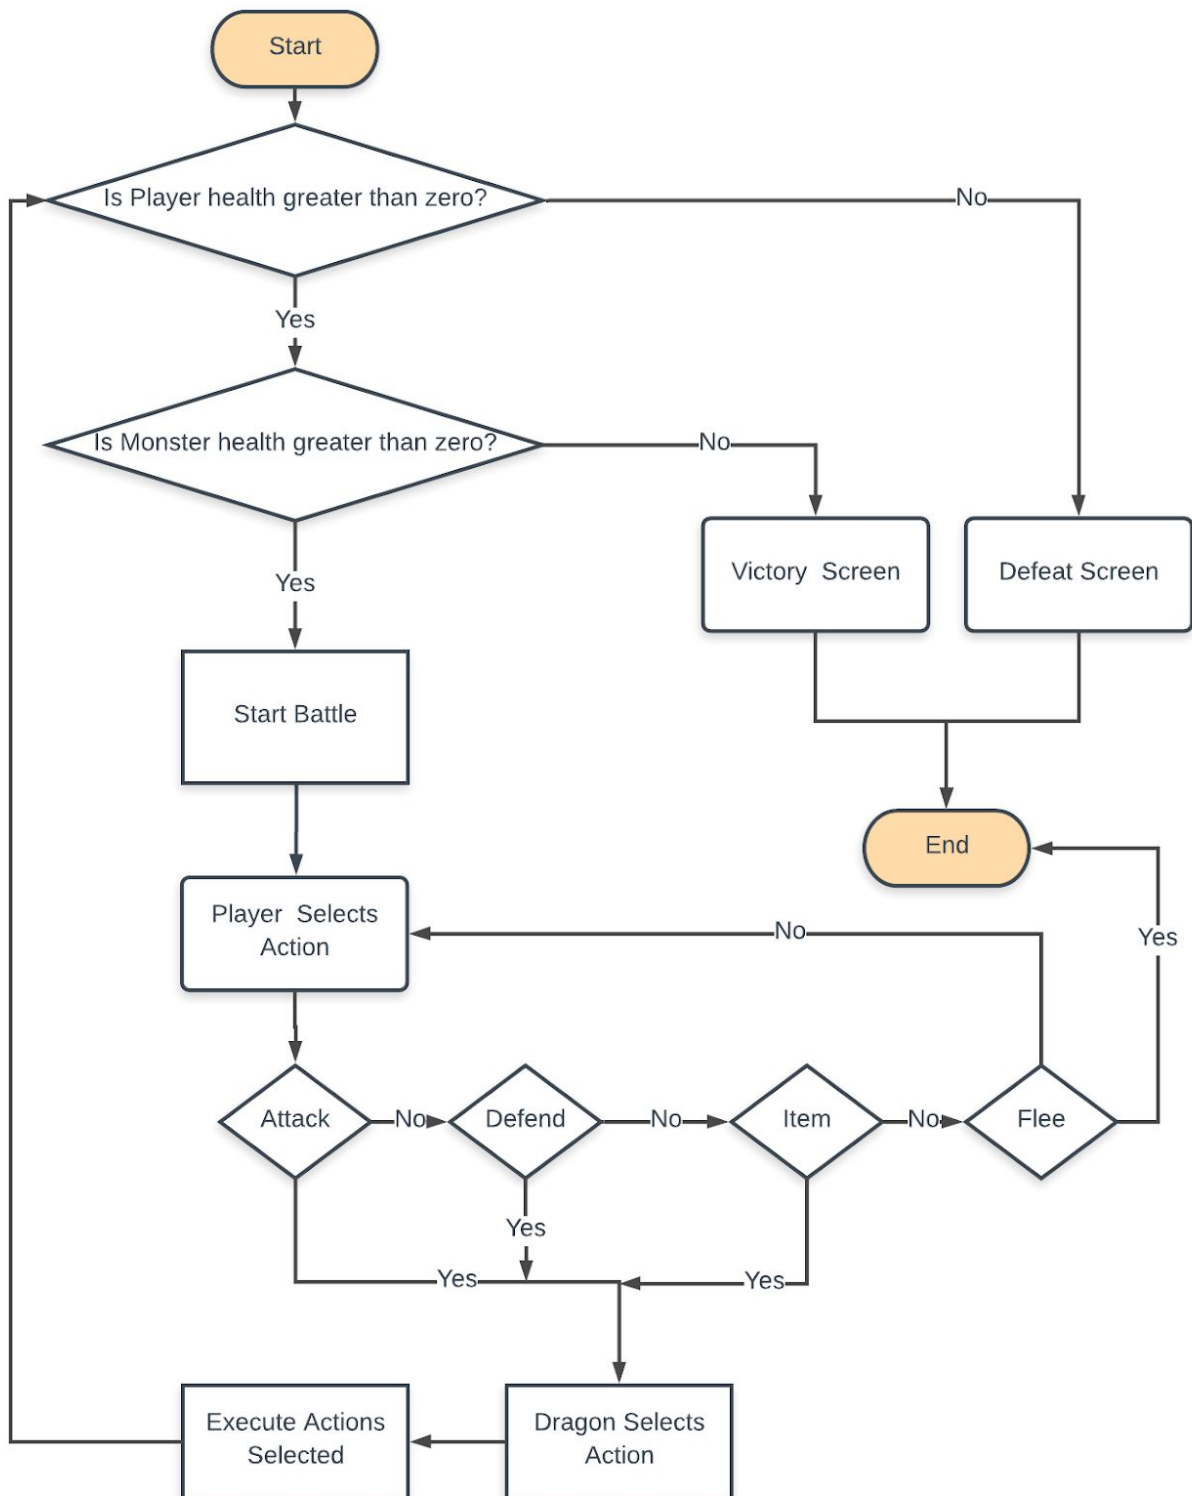 Start
Is Player health greater than zero?
No
Yes
Is Monster health greater than zero?
No
Yes
Victory  Screen
Defeat Screen
Start Battle
End
Player  Selects
Action
No
Yes
Attack
No
Defend
No
Item
No
Flee
Yes
Yes
Yes
Execute Actions
Selected
Dragon Selects
Action